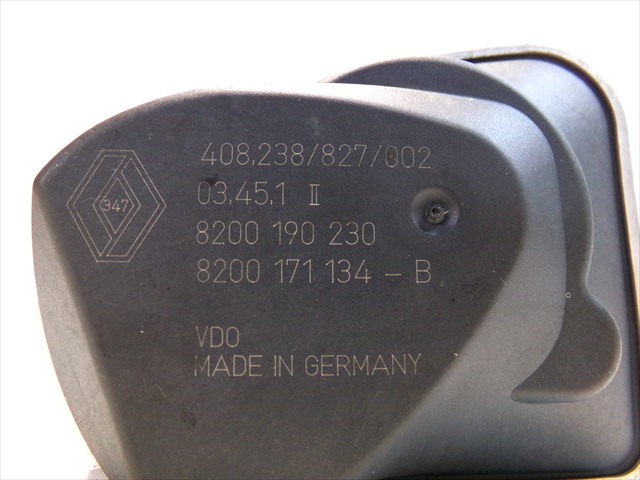 408.238/827/002
03.45.1 II
347
8200 190 230
8200 171 134 - B
VDO
MADE IN GERMANY